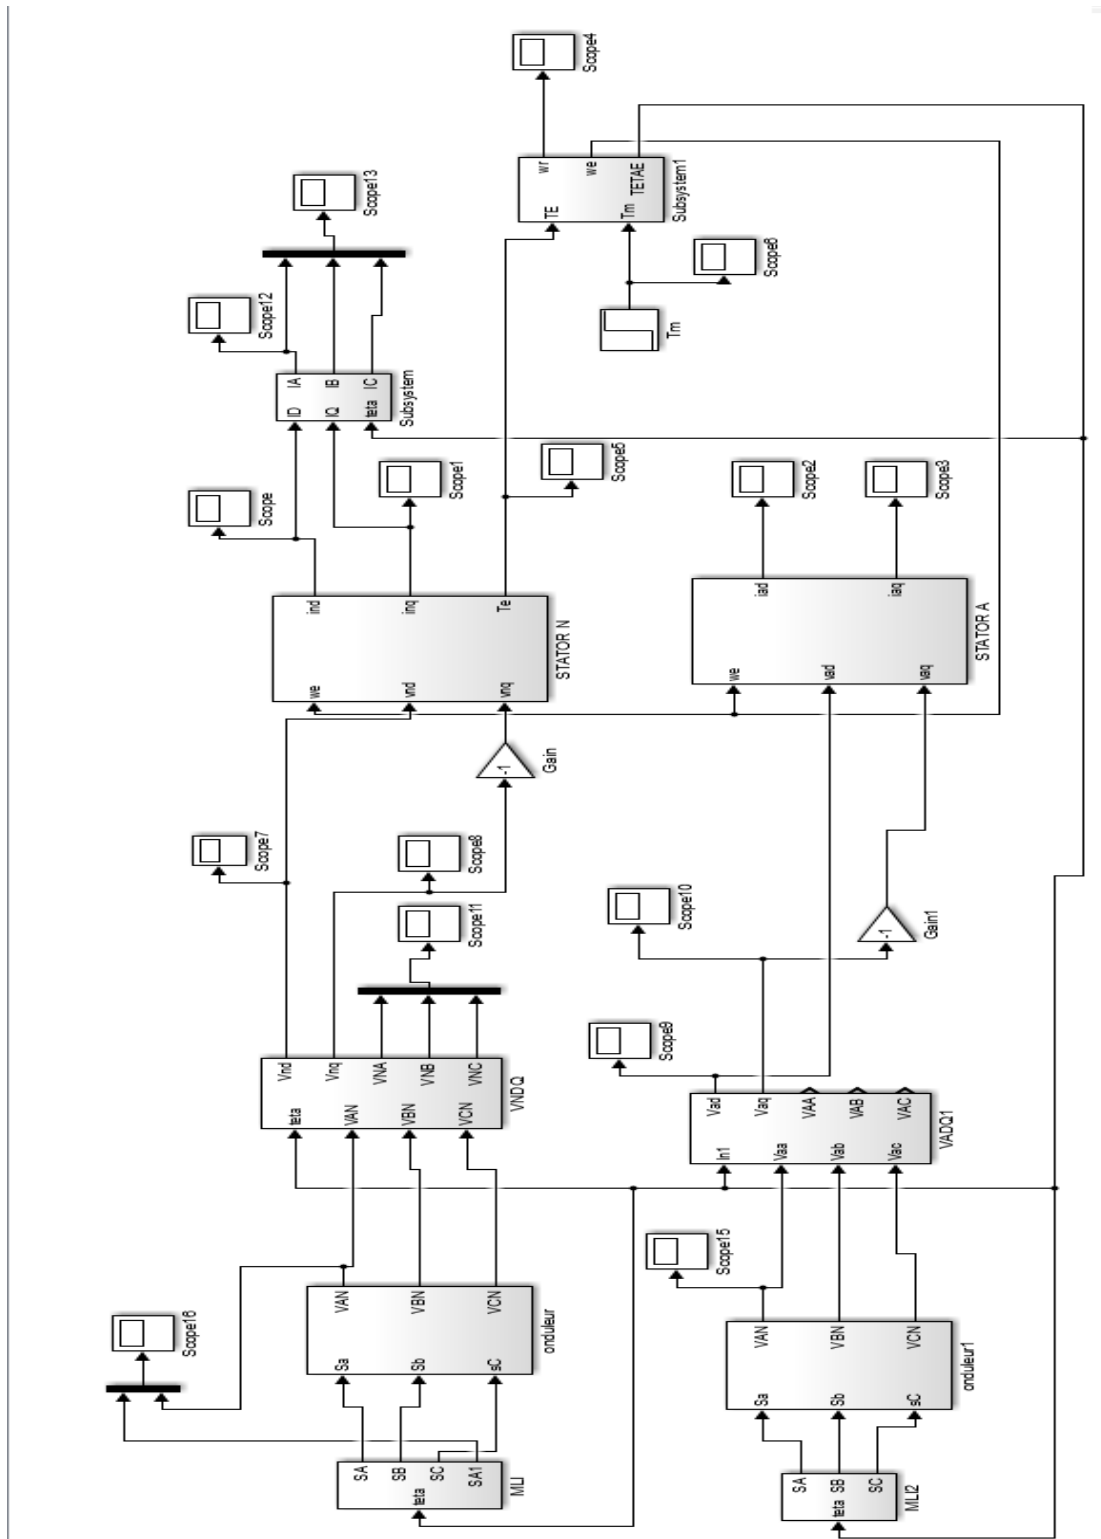 Scope4
wr
we
TETAE
TE
Tm
Subsystem1
Scope13
Scope6
Tm
Scope12
IA
IB
IC
ID
IQ
teta
Subsystem
Scope
Scope1
Scope5
Scope2
Scope3
ind
inq
Te
we
vnd
vnq
STATOR N
iad
iaq
we
vad
vaq
STATOR A
-1
Gain
Scope7
Scope8
Scope11
Scope10
-1
Gain1
Scope9
Vnd
Vnq
VNA
VNB
VNC
teta
VAN
VBN
VCN
VNDQ
Vad
Vaq
VAA
VAB
VAC
In1
Vaa
Vab
Vac
VADQ1
Scope15
Scope16
VAN
VBN
VCN
Sa
Sb
sC
onduleur
VAN
VBN
VCN
Sa
Sb
sC
onduleur1
SA
SB
SC
SA1
teta
MLI
SA
SB
SC
teta
MLI2